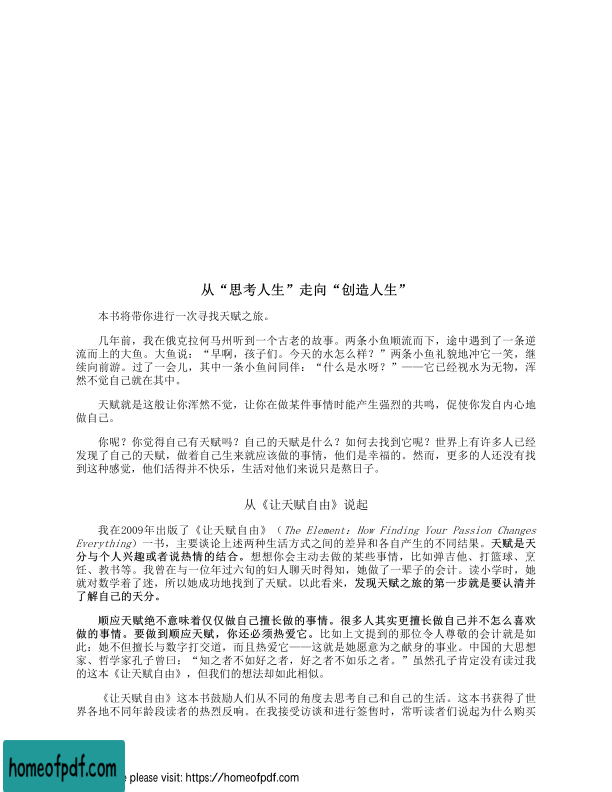 从“思考人生”走向“创造人生”
本书将带你进行一次寻找天赋之旅。
几年前，我在俄克拉何马州听到一个古老的故事。两条小鱼顺流而下，途中遇到了一条逆
流而上的大鱼。大鱼说：“早啊，孩子们。今天的水怎么样？”两条小鱼礼貌地冲它一笑，继
续向前游。过了一会儿，其中一条小鱼问同伴：“什么是水呀？”——它已经视水为无物，浑
然不觉自己就在其中。
天赋就是这般让你浑然不觉，让你在做某件事情时能产生强烈的共鸣，促使你发自内心地
做自己。
你呢？你觉得自己有天赋吗？自己的天赋是什么？如何去找到它呢？世界上有许多人已经
发现了自己的天赋，做着自己生来就应该做的事情，他们是幸福的。然而，更多的人还没有找
到这种感觉，他们活得并不快乐，生活对他们来说只是熬日子。
从《让天赋自由》说起
我在2009年出版了《让天赋自由》（The Element：How Finding Your Passion Changes
Everything）一书，主要谈论上述两种生活方式之间的差异和各自产生的不同结果。天赋是天
分与个人兴趣或者说热情的结合。想想你会主动去做的某些事情，比如弹吉他、打篮球、烹
饪、教书等。我曾在与一位年过六旬的妇人聊天时得知，她做了一辈子的会计。读小学时，她
就对数学着了迷，所以她成功地找到了天赋。以此看来，发现天赋之旅的第一步就是要认清并
了解自己的天分。
顺应天赋绝不意味着仅仅做自己擅长做的事情。很多人其实更擅长做自己并不怎么喜欢
做的事情。要做到顺应天赋，你还必须热爱它。比如上文提到的那位令人尊敬的会计就是如
此：她不但擅长与数字打交道，而且热爱它——这就是她愿意为之献身的事业。中国的大思想
家、哲学家孔子曾曰：“知之者不如好之者，好之者不如乐之者。”虽然孔子肯定没有读过我
的这本《让天赋自由》，但我们的想法却如此相似。
《让天赋自由》这本书鼓励人们从不同的角度去思考自己和自己的生活。这本书获得了世
界各地不同年龄段读者的热烈反响。在我接受访谈和进行签售时，常听读者们说起为什么购买
homeofpdf.com
e please visit: https://homeofpdf.com